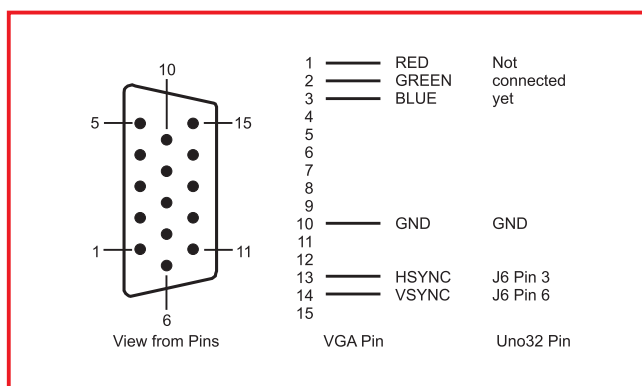 10
5
15
1
11
6
View from Pins
1 RED Not
2 GREEN connected
3 BLUE yet
4
5
6
7
8
9
10 GND GND
11
12
13 HSYNC J6 Pin 3
14 VSYNC J6 Pin 6
15
VGA Pin Uno32 Pin